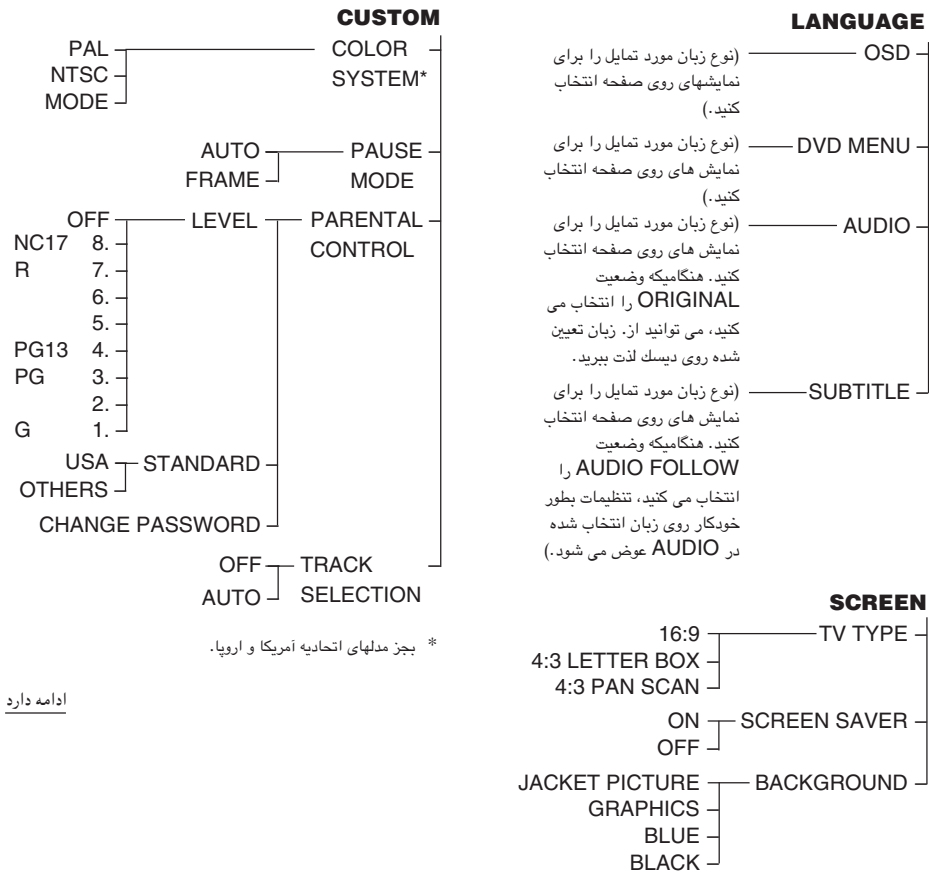 LANGUAGE
OSD
(نوع زبان مورد تمایل را برای
نمایشهای روی صفحه انتخاب
کنید.)
DVD MENU
(نوع زبان مورد تمایل را برای
نمایش های روی صفحه انتخاب
کنید.)
AUDIO
(نوع زبان مورد تمایل را برای
نمایش های روی صفحه انتخاب
کنید. هنگامیکه وضعیت
ORIGINAL را انتخاب می
کنید، می توانید از. زبان تعیین
شده روی دیسك لذت ببرید.
SUBTITLE
(نوع زبان مورد تمایل را برای
نمایش های روی صفحه انتخاب
کنید. هنگامیکه وضعیت
AUDIO FOLLOW را
انتخاب می کنید، تنظیمات بطور
خودکار روی زبان انتخاب شده
در AUDIO عوض می شود.)
SCREEN
TV TYPE
16:9
4:3 LETTER BOX
4:3 PAN SCAN
SCREEN SAVER
ON
OFF
BACKGROUND
JACKET PICTURE
GRAPHICS
BLUE
BLACK
CUSTOM
COLOR
SYSTEM*
PAL
NTSC
MODE
PAUSE
MODE
AUTO
FRAME
PARENTAL
CONTROL
LEVEL
OFF
NC17 8.
R 7.
6.
5.
PG13 4.
PG 3.
2.
G 1.
STANDARD
USA
OTHERS
CHANGE PASSWORD
TRACK
SELECTION
OFF
AUTO
* بجز مدلهای اتحادیه آمریکا و اروپا.
ادامه دارد